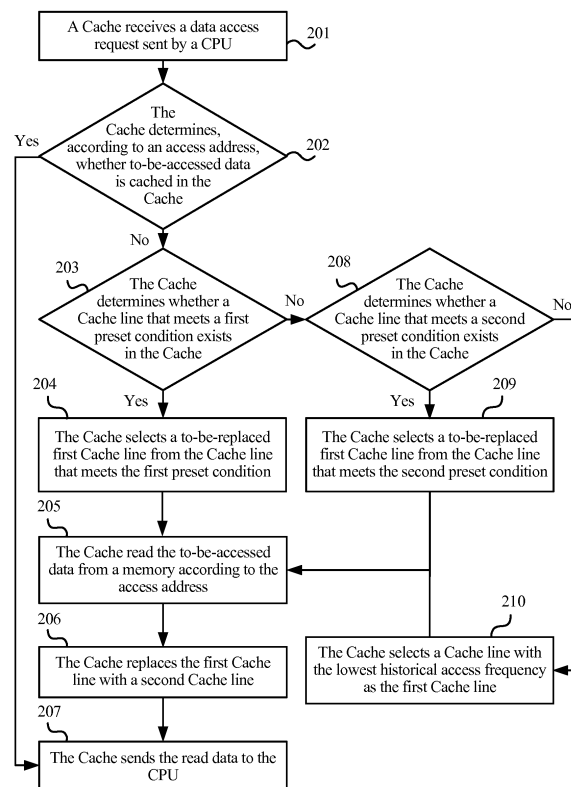 A Cache receives a data access
request sent by a CPU
201
Yes
The
Cache determines,
according to an access address,
whether to-be-accessed data
is cached in the
Cache
202
No
203
The Cache
determines whether a
Cache line that meets a first
preset condition exists
in the Cache
No
208
The Cache
determines whether a
Cache line that meets a second
preset condition exists
in the Cache
No
204
Yes
The Cache selects a to-be-replaced
first Cache line from the Cache line
that meets the first preset condition
Yes
209
The Cache selects a to-be-replaced
first Cache line from the Cache line
that meets the second preset condition
205
The Cache read the to-be-accessed
data from a memory according to the
access address
206
The Cache replaces the first Cache
line with a second Cache line
210
The Cache selects a Cache line with
the lowest historical access frequency
as the first Cache line
207
The Cache sends the read data to the
CPU